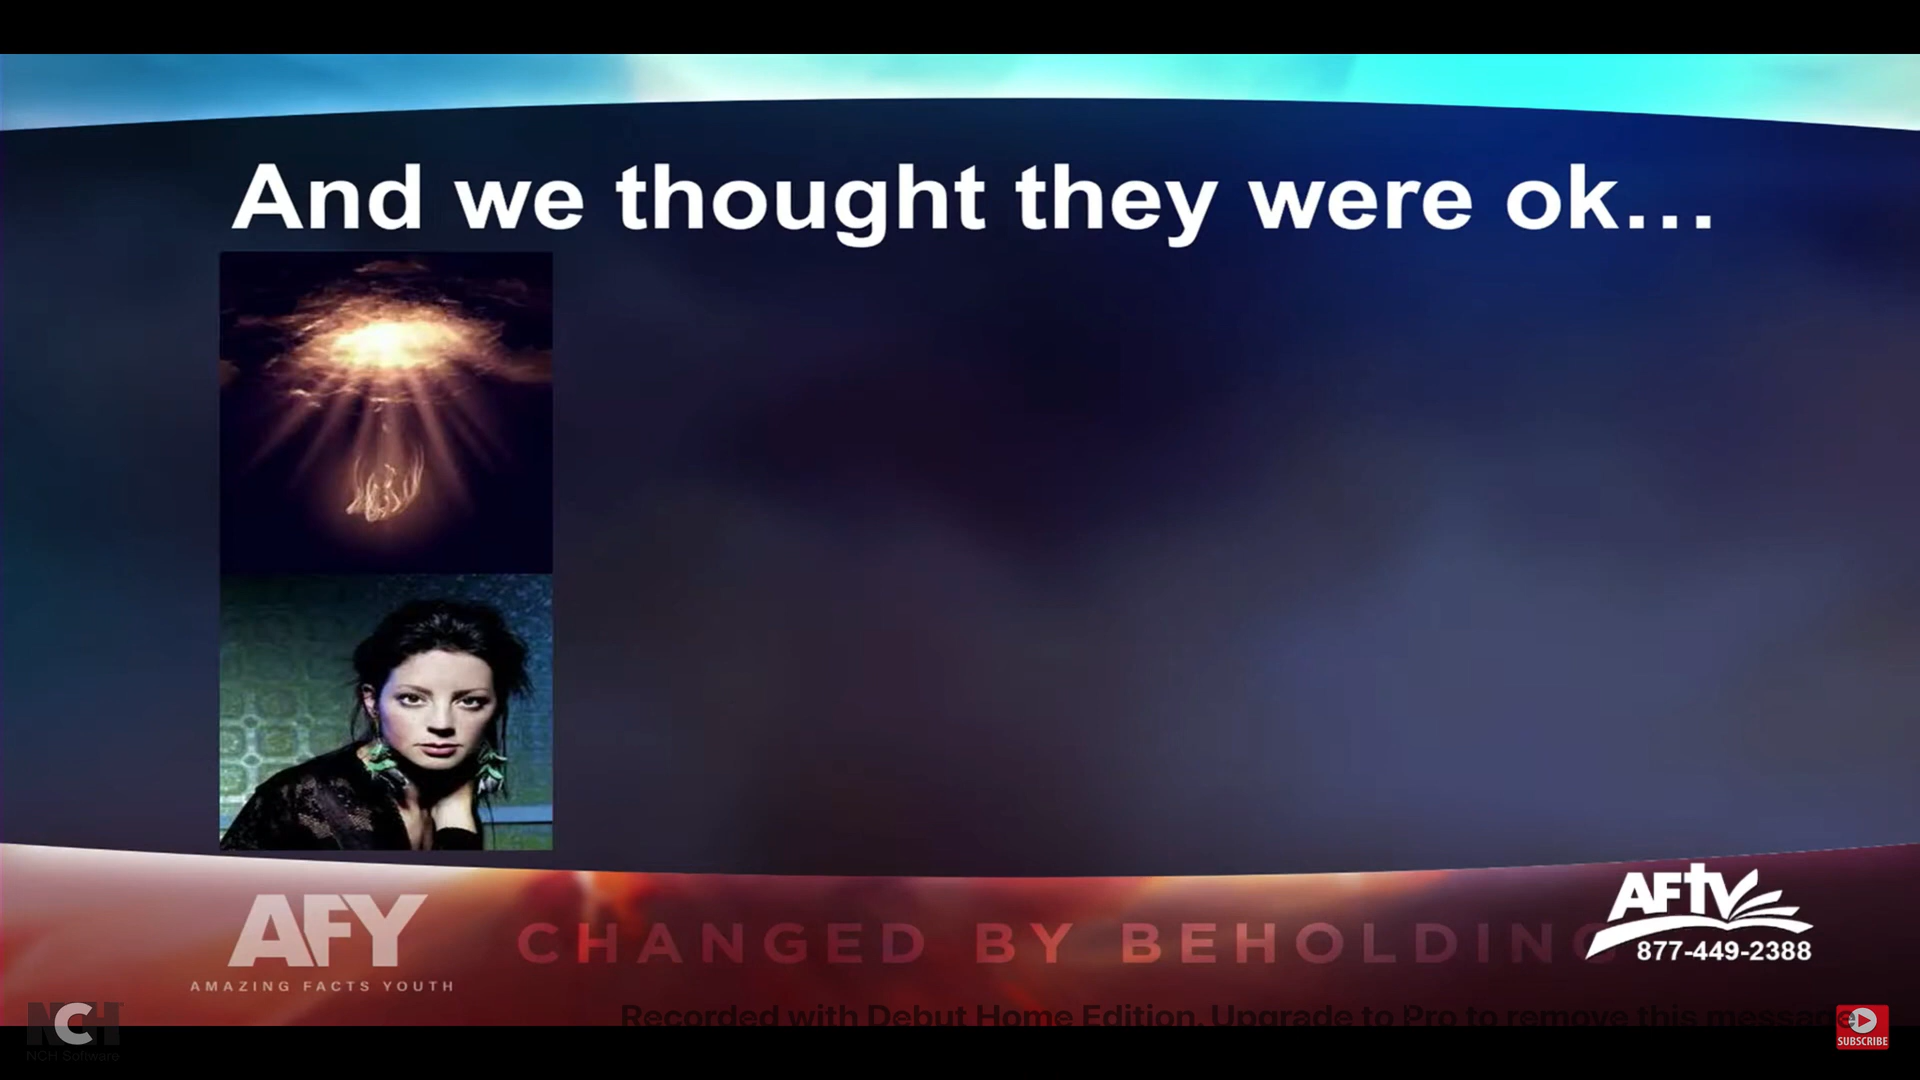 And we thought they were ok...
AFY
AMAZING FACTS YOUTH
CHANGED BY BEHOLDING
AFTV
877-449-2388
NCH
NCH Software
Recorded with Debut Home Edition. Upgrade to Pro to remove this message
SUBSCRIBE